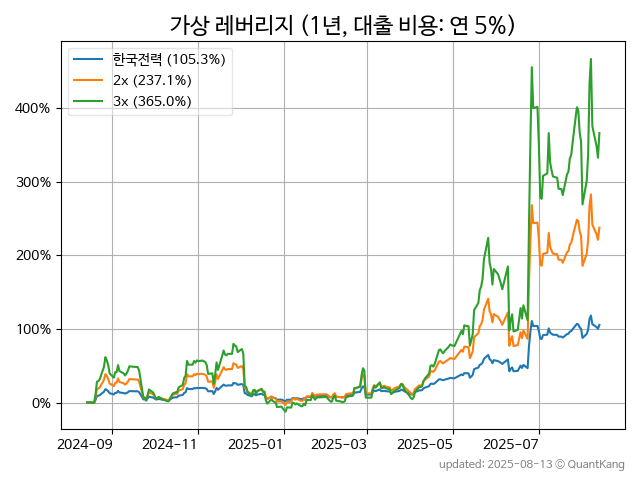 가상 레버리지 (1년, 대출 비용: 연 5%)
한국전력 (105.3%)
2x (237.1%)
3x (365.0%)
400%
300%
200%
100%
0%
2024-09 2024-11 2025-01 2025-03 2025-05 2025-07
updated: 2025-08-13 © QuantKang